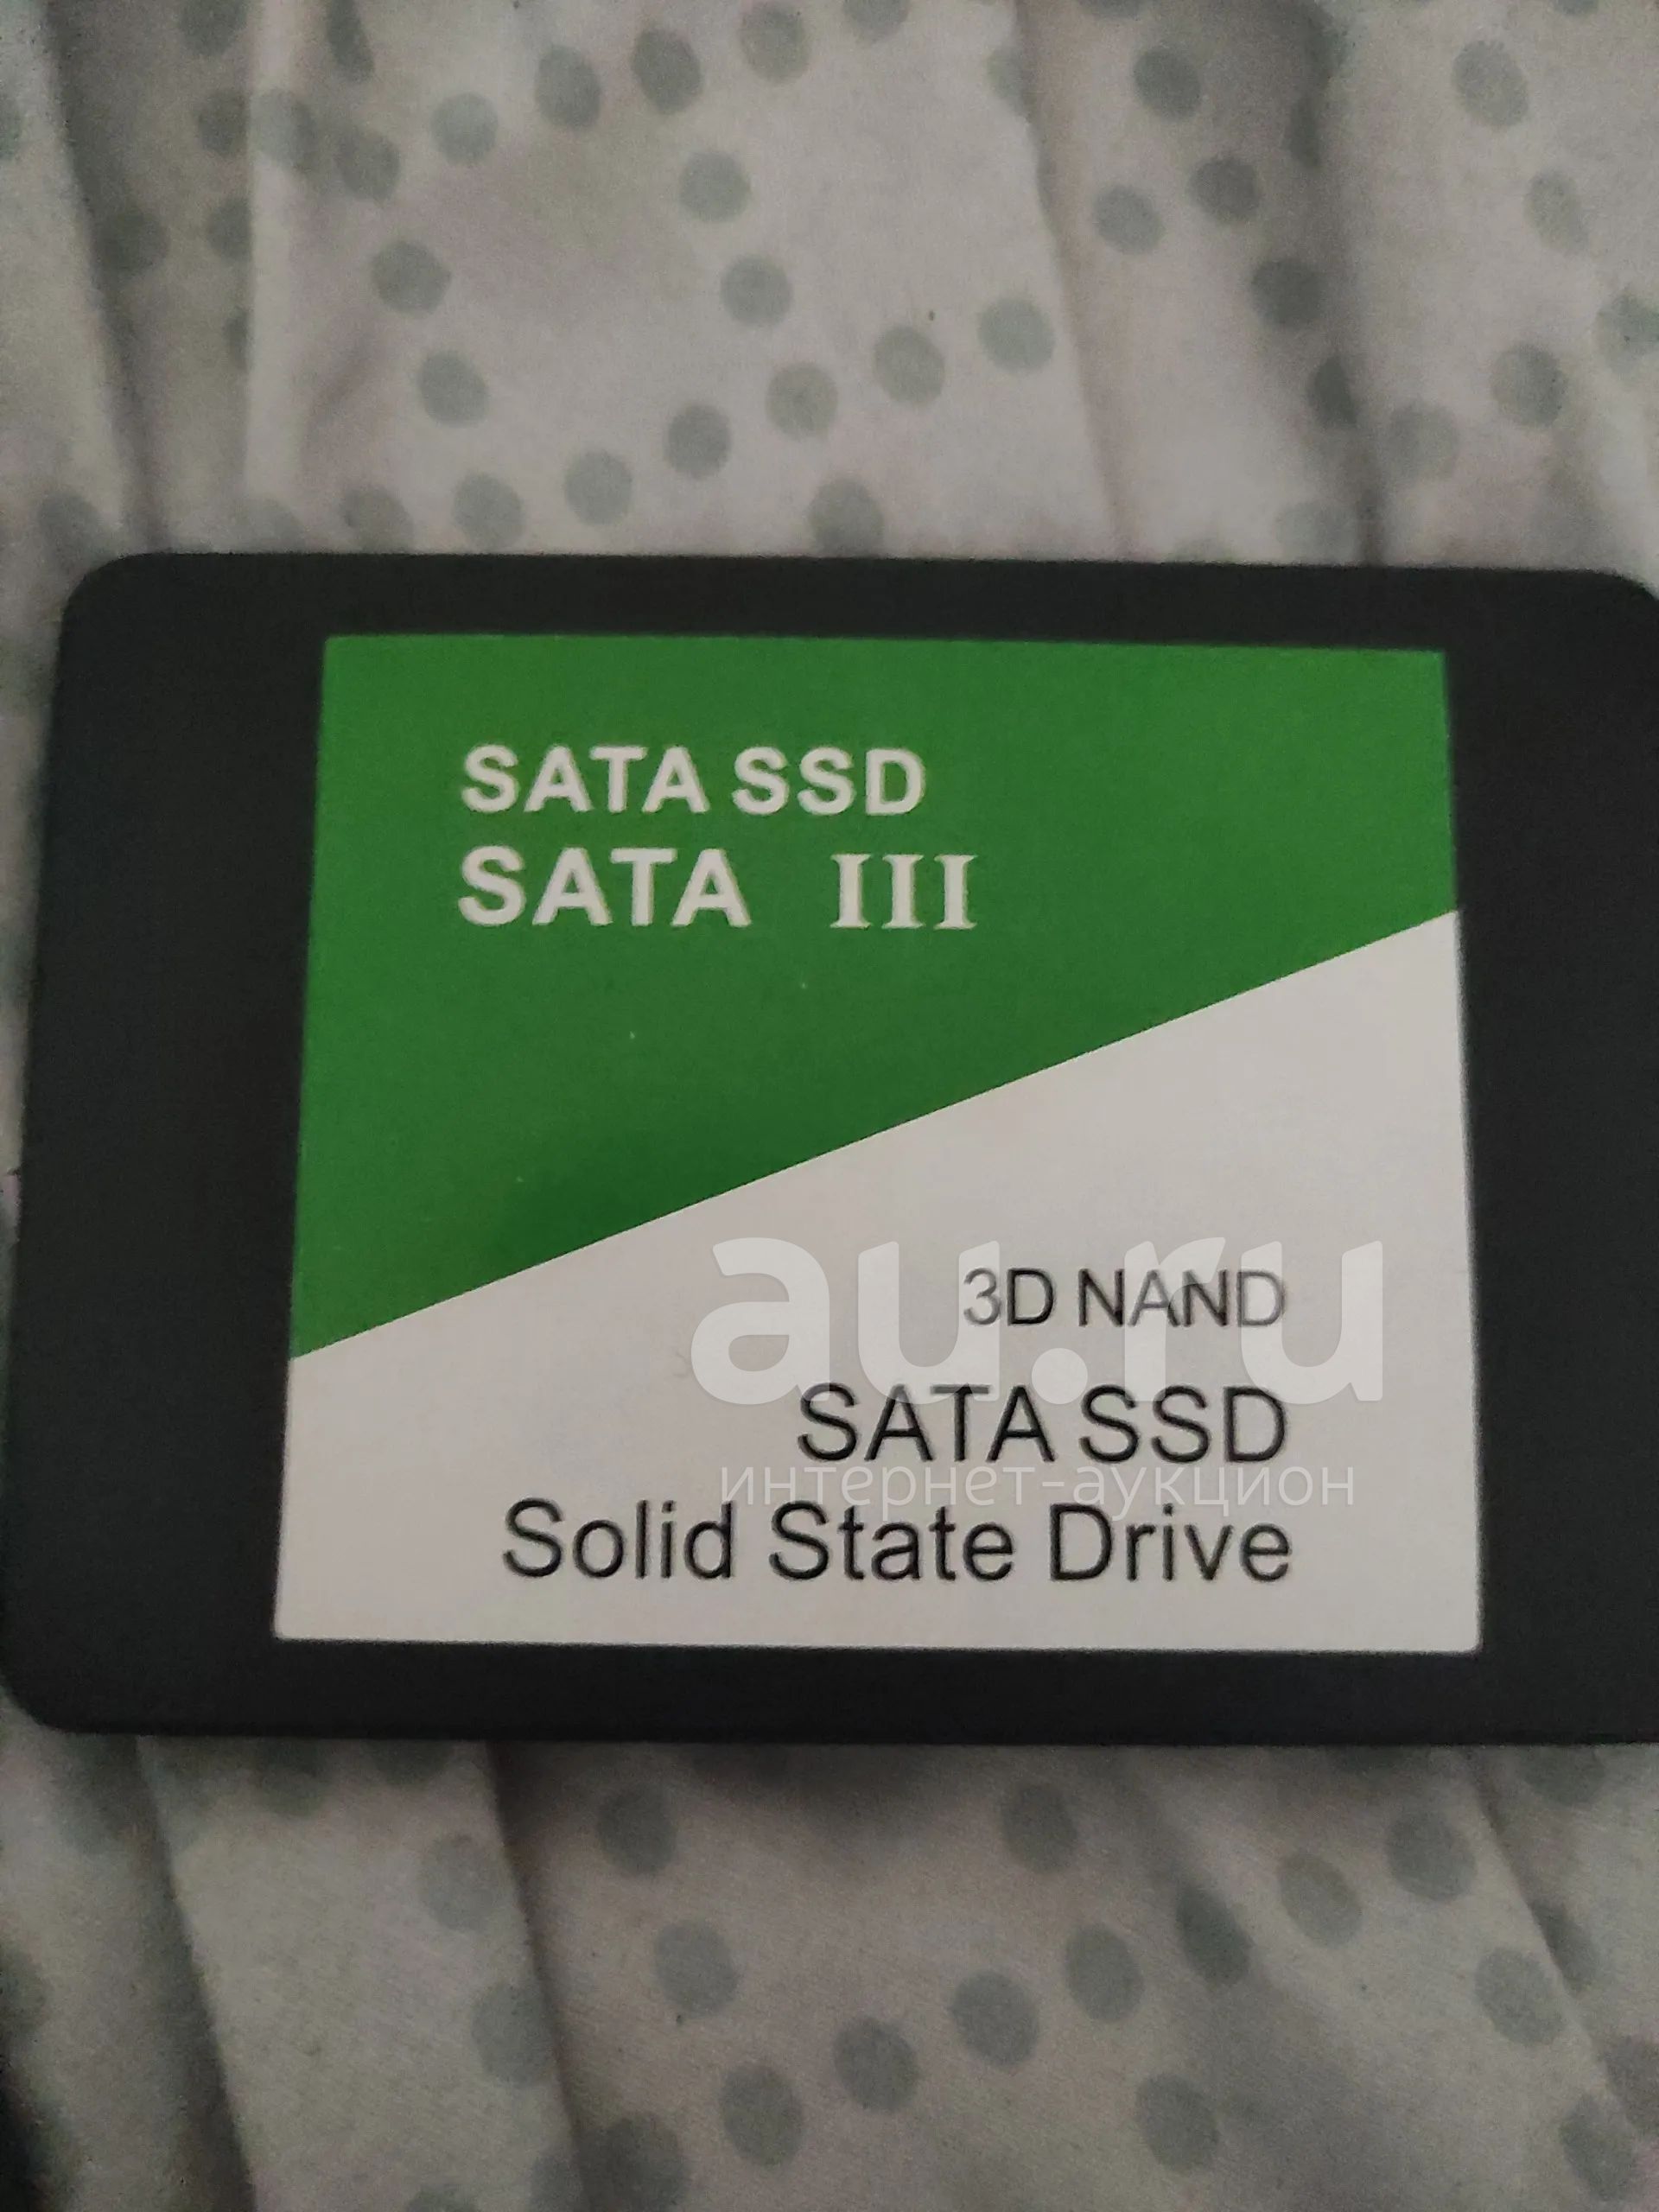 SATA SSD
SATA III
au.ru
3D NAND
SATA SSD
интернет-аукцион
Solid State Drive